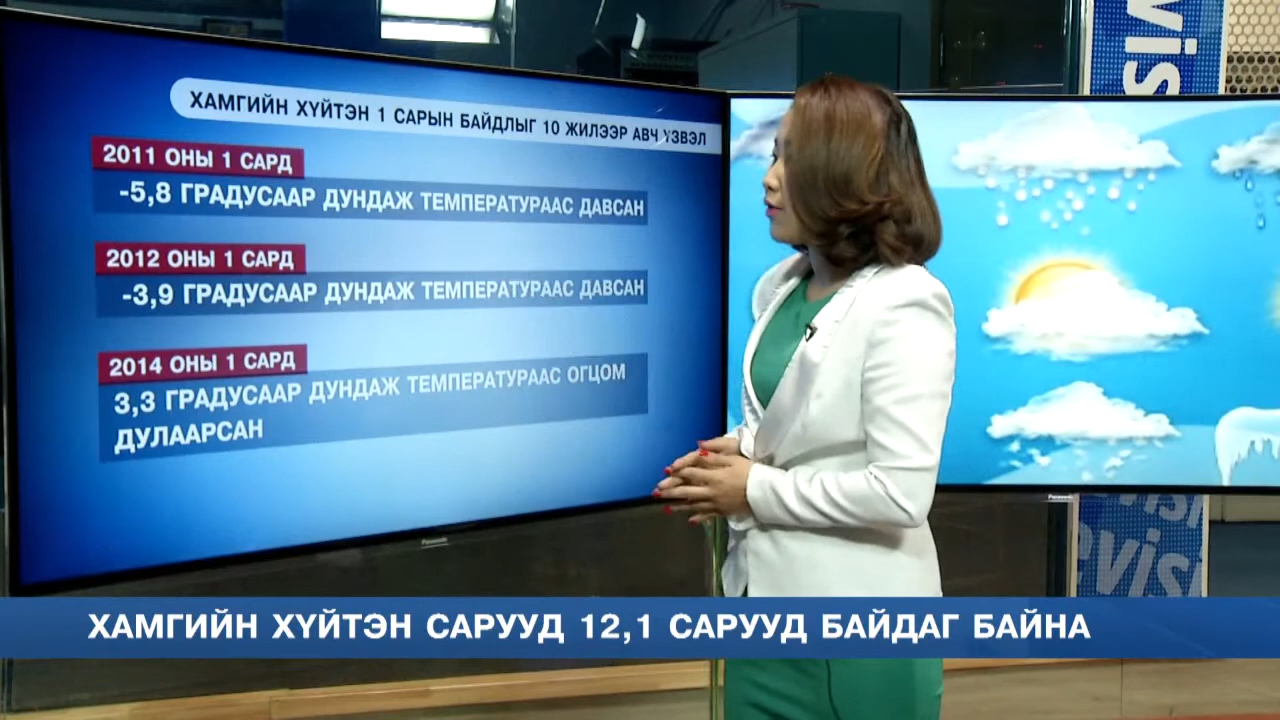 ХАМГИЙН ХҮЙТЭН 1 САРЫН БАЙДЛЫГ 10 ЖИЛЭЭР АВЧ ҮЗВЭЛ
2011 ОНЫ 1 САРД
-5,8 ГРАДУСААР ДУНДАЖ ТЕМПЕРАТУРААС ДАВСАН
2012 ОНЫ 1 САРД
-3,9 ГРАДУСААР ДУНДАЖ ТЕМПЕРАТУРААС ДАВСАН
2014 ОНЫ 1 САРД
3,3 ГРАДУСААР ДУНДАЖ ТЕМПЕРАТУРААС ОГЦОМ
ДУЛААРСАН
Panasonic
Panasonic
ХАМГИЙН ХҮЙТЭН САРУУД 12,1 САРУУД БАЙДАГ БАЙНА